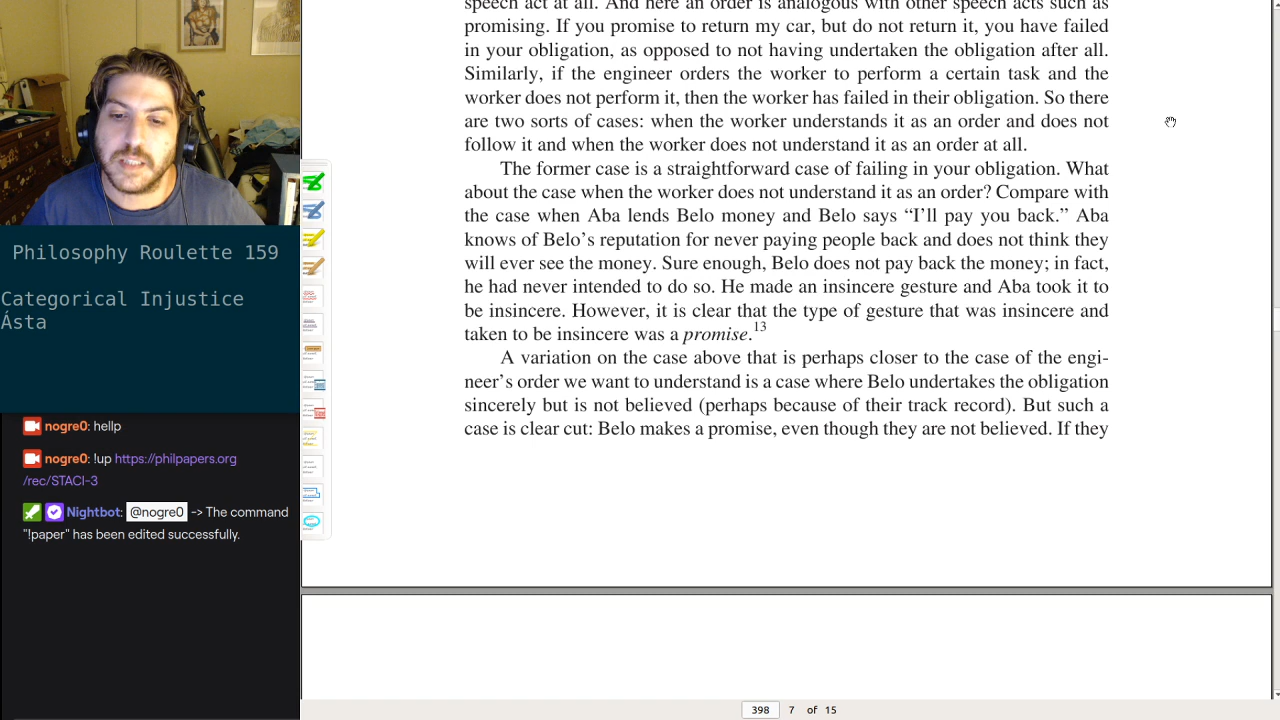 Philosophy Roulette 159
Categorical Injustice
Ásta
nogre0: hellp
nogre0: !up https://philpapers.org
/rec/STACI-3
Nightbot: @nogre0 -> The command
"!paper" has been edited successfully.
speech act at all. And here an order is analogous with other speech acts such as
promising. If you promise to return my car, but do not return it, you have failed
in your obligation, as opposed to not having undertaken the obligation after all.
Similarly, if the engineer orders the worker to perform a certain task and the
worker does not perform it, then the worker has failed in their obligation. So there
are two sorts of cases: when the worker understands it as an order and does not
follow it and when the worker does not understand it as an order at all.
The former case is a straightforward case of failing in your obligation. What
about the case when the worker does not understand it as an order? Compare with
the case when Aba lends Belo money and Belo says “I’ll pay you back.” Aba
knows of Belo’s reputation for never paying people back and does not think they
will ever see the money. Sure enough, Belo does not pay back the money; in fact,
he had never intended to do so. He made an insincere gesture and Aba took it to
be insincere. However, it is clear that the type of gesture that was insincere and
taken to be so was a promise.
A variation on the case above that is perhaps closer to the case of the engi-
neer’s order we want to understand is a case where Belo undertakes an obligation
sincerely but is not believed (perhaps because of their bad record). But such a
case is clear, too: Belo makes a promise, even though they are not believed. If they
398 7 of 15